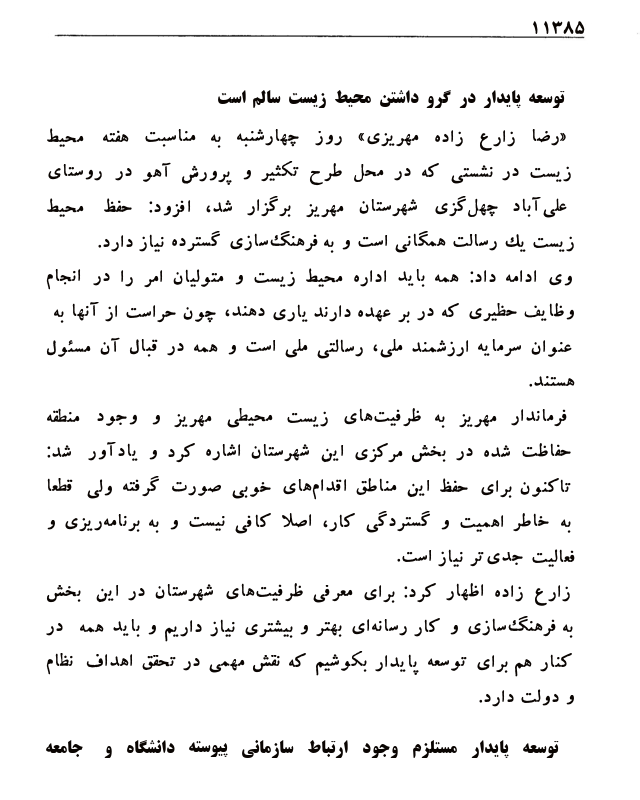 ۱۱۳۸۵
توسعه پایدار در گرو داشتن محیط زیست سالم است
«رضا زارع زاده مهریزی» روز چهارشنبه به مناسبت هفته محیط
زیست در نشستی که در محل طرح تکثیر و پرورش آهو در روستای
علی‌آباد چهل‌گزی شهرستان مهریز برگزار شد، افزود: حفظ محیط
زیست یك رسالت همگانی است و به فرهنگ‌سازی گسترده نیاز دارد.
وی ادامه داد: همه باید اداره محیط زیست و متولیان امر را در انجام
وظایف حظیری که در بر عهده دارند یاری دهند، چون حراست از آنها به
عنوان سرمایه ارزشمند ملی، رسالتی ملی است و همه در قبال آن مسئول
هستند.
فرماندار مهریز به ظرفیت‌های زیست محیطی مهریز و وجود منطقه
حفاظت شده در بخش مرکزی این شهرستان اشاره کرد و یادآور شد:
تاکنون برای حفظ این مناطق اقدام‌های خوبی صورت گرفته ولی قطعا
به خاطر اهمیت و گستردگی کار، اصلا کافی نیست و به برنامه‌ریزی و
فعالیت جدی تر نیاز است.
زارع زاده اظهار کرد: برای معرفی ظرفیت‌های شهرستان در این بخش
به فرهنگ‌سازی و کار رسانه‌ای بهتر و بیشتری نیاز داریم و باید همه در
کنار هم برای توسعه پایدار بکوشیم که نقش مهمی در تحقق اهداف نظام
و دولت دارد.
توسعه پایدار مستلزم وجود ارتباط سازمانی پیوسته دانشگاه و جامعه